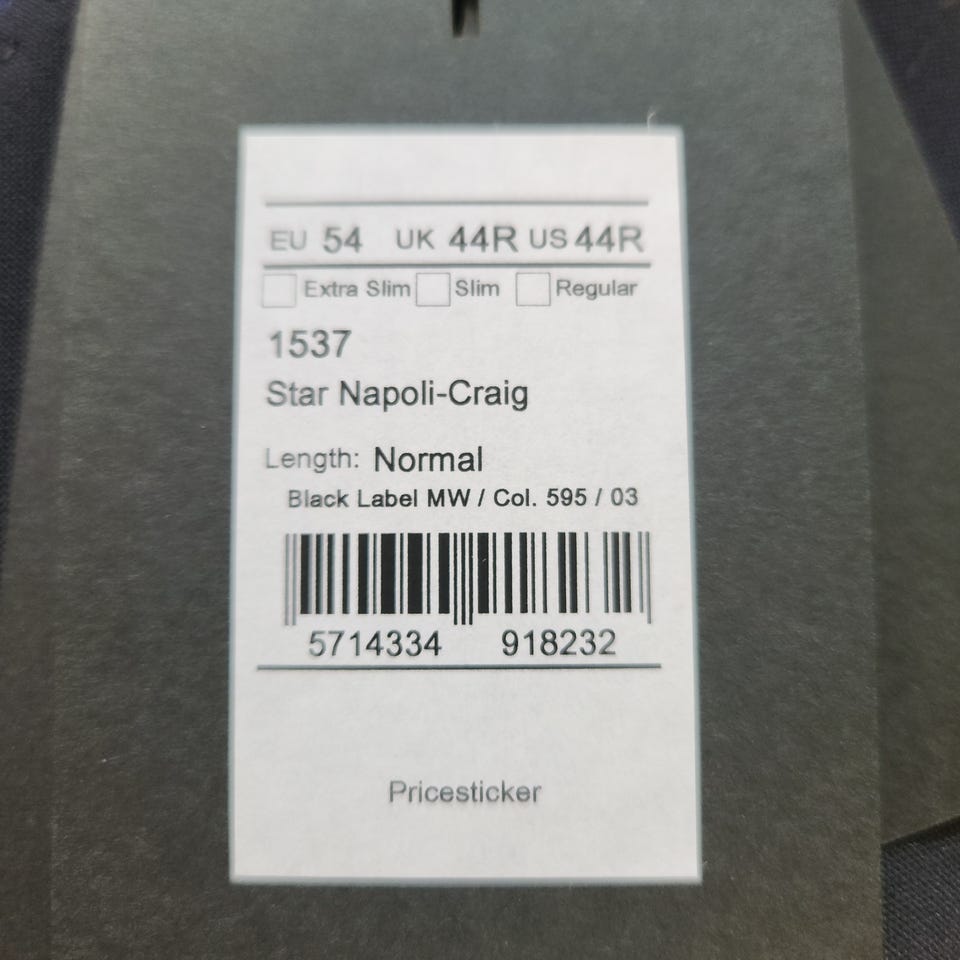 EU 54 UK 44R US 44R
Extra Slim Slim Regular
1537
Star Napoli-Craig
Length: Normal
Black Label MW / Col. 595 / 03
5714334 918232
Pricesticker